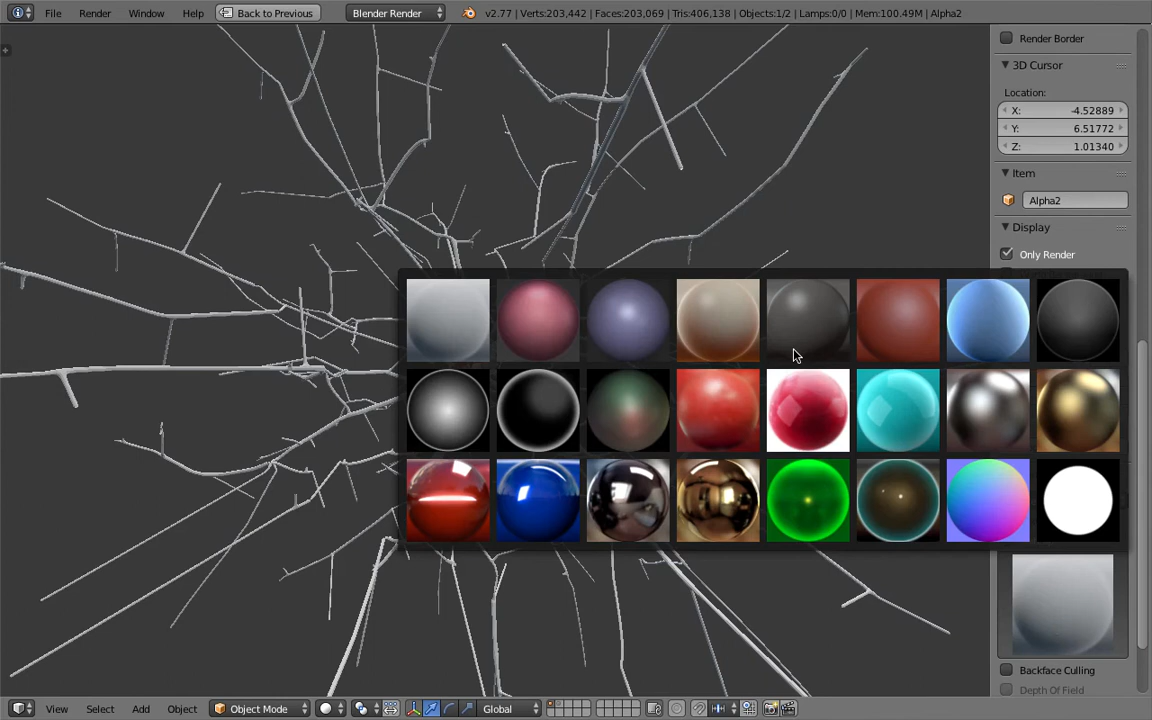 File Render Window Help Back to Previous Blender Render v2.77 | Verts:203,442 | Faces:203,069 | Tris:406,138 | Objects:1/2 | Lamps:0/0 | Mem:100.49M | Alpha2
Render Border
3D Cursor
Location:
X: -4.52889
Y: 6.51772
Z: 1.01340
Item
Alpha2
Display
Only Render
Backface Culling
Depth Of Field
View Select Add Object Object Mode Global